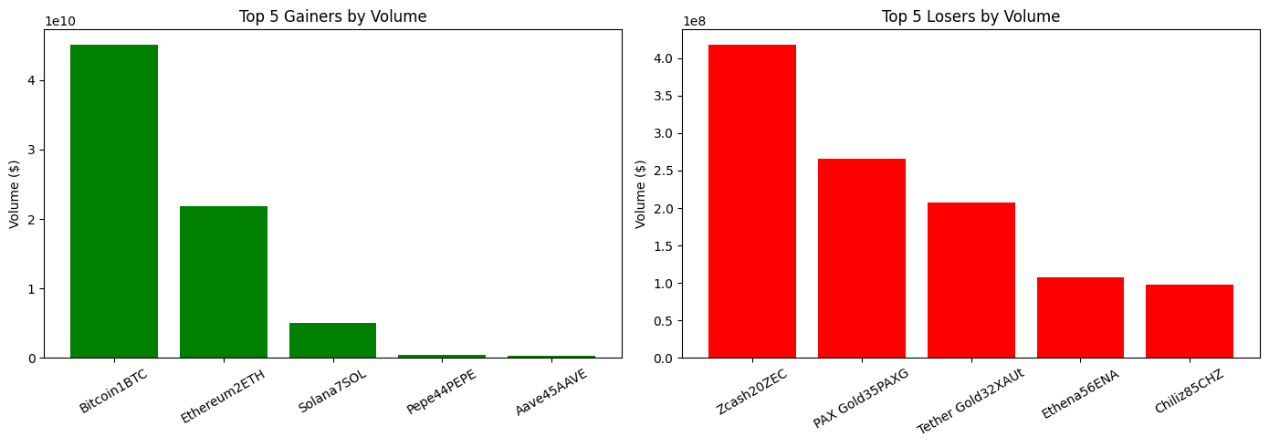 Top 5 Gainers by Volume
1e10
Volume ($)
4
3
2
1
0
Bitcoin1BTC
Ethereum2ETH
Solana7SOL
Pepe44PEPE
Aave45AAVE
Top 5 Losers by Volume
1e8
Volume ($)
4.0
3.5
3.0
2.5
2.0
1.5
1.0
0.5
0.0
Zcash20ZEC
PAX Gold35PAXG
Tether Gold32XAUt
Ethena56ENA
Chiliz85CHZ